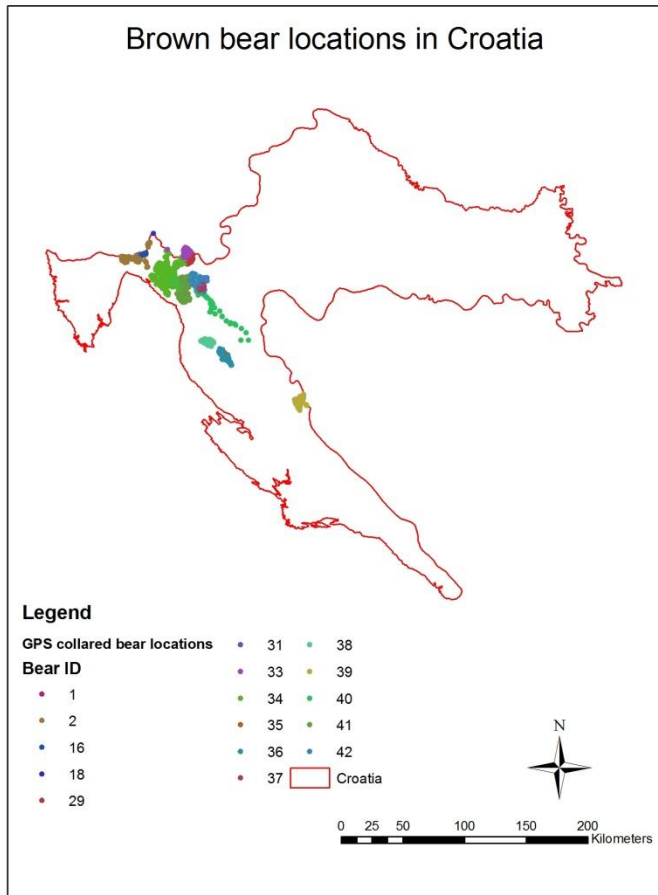 Brown bear locations in Croatia
Legend
GPS collared bear locations
Bear ID
1
2
16
18
29
31
33
34
35
36
37
38
39
40
41
42
Croatia
N
0 25 50 100 150 200
Kilometers